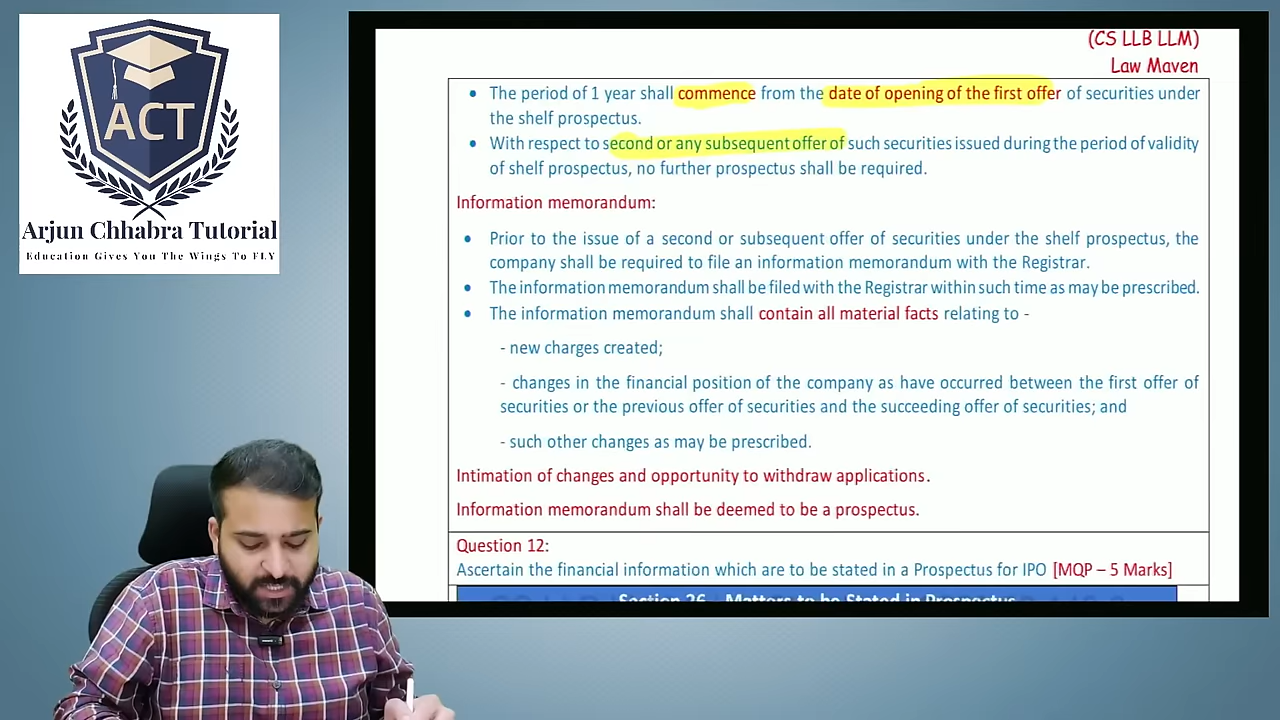 ACT
Arjun Chhabra Tutorial
Education Gives You The Wings To FLY
(CS LLB LLM)
Law Maven
• The period of 1 year shall commence from the date of opening of the first offer of securities under
the shelf prospectus.
• With respect to second or any subsequent offer of such securities issued during the period of validity
of shelf prospectus, no further prospectus shall be required.
Information memorandum:
• Prior to the issue of a second or subsequent offer of securities under the shelf prospectus, the
company shall be required to file an information memorandum with the Registrar.
• The information memorandum shall be filed with the Registrar within such time as may be prescribed.
• The information memorandum shall contain all material facts relating to -
- new charges created;
- changes in the financial position of the company as have occurred between the first offer of
securities or the previous offer of securities and the succeeding offer of securities; and
- such other changes as may be prescribed.
Intimation of changes and opportunity to withdraw applications.
Information memorandum shall be deemed to be a prospectus.
Question 12:
Ascertain the financial information which are to be stated in a Prospectus for IPO [MQP – 5 Marks]
Section 26 – Matters to be Stated in Prospectus